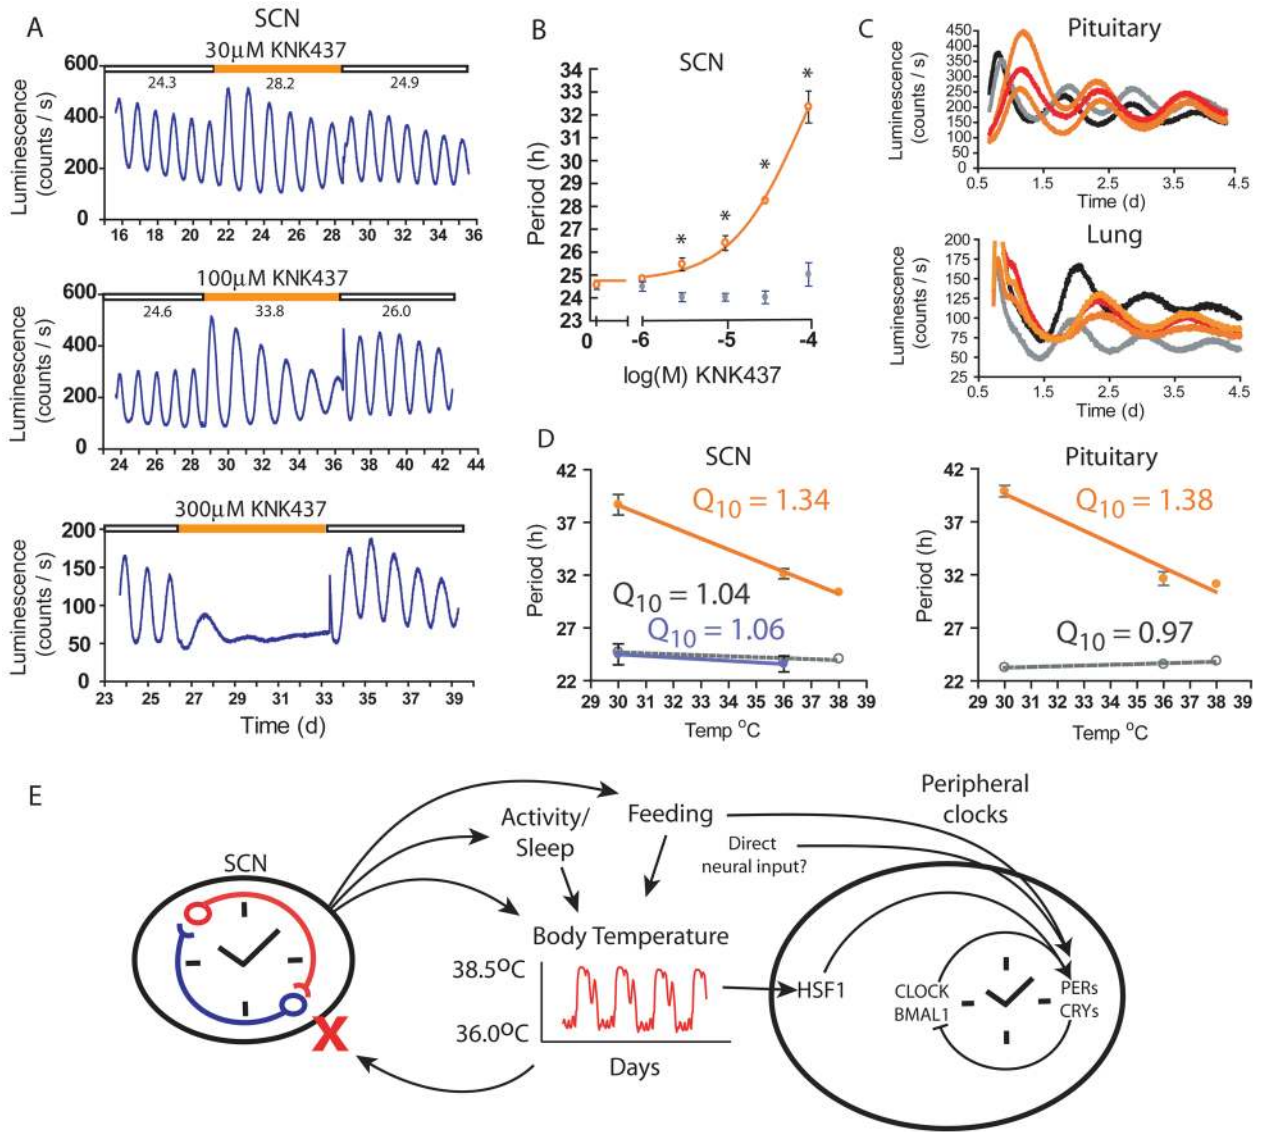 A
SCN
30μM KNK437
24.3 28.2 24.9
Luminescence
(counts / s)
600
400
200
0
16 18 20 22 24 26 28 30 32 34 36
100μM KNK437
24.6 33.8 26.0
Luminescence
(counts / s)
600
400
200
0
24 26 28 30 32 34 36 38 40 42 44
300μM KNK437
Luminescence
(counts / s)
200
150
100
50
0
23 25 27 29 31 33 35 37 39
Time (d)
B
SCN
Period (h)
34
33
32
31
30
29
28
27
26
25
24
23
* * * * *
0 -6 -5 -4
log(M) KNK437
C
Pituitary
Luminescence
(counts / s)
450
400
350
300
250
200
150
100
50
0
0.5 1.5 2.5 3.5 4.5
Time (d)
Lung
Luminescence
(counts / s)
200
175
150
125
100
75
50
25
0.5 1.5 2.5 3.5 4.5
Time (d)
D
SCN
Period (h)
42
37
32
27
22
Q10 = 1.34
Q10 = 1.04
Q10 = 1.06
29 30 31 32 33 34 35 36 37 38 39
Temp °C
Pituitary
Period (h)
42
37
32
27
22
Q10 = 1.38
Q10 = 0.97
29 30 31 32 33 34 35 36 37 38 39
Temp °C
E
SCN
X
Activity/
Sleep
Feeding
Direct
neural input?
Peripheral
clocks
Body Temperature
38.5°C
36.0°C
Days
HSF1
CLOCK
BMAL1
PERs
CRYs